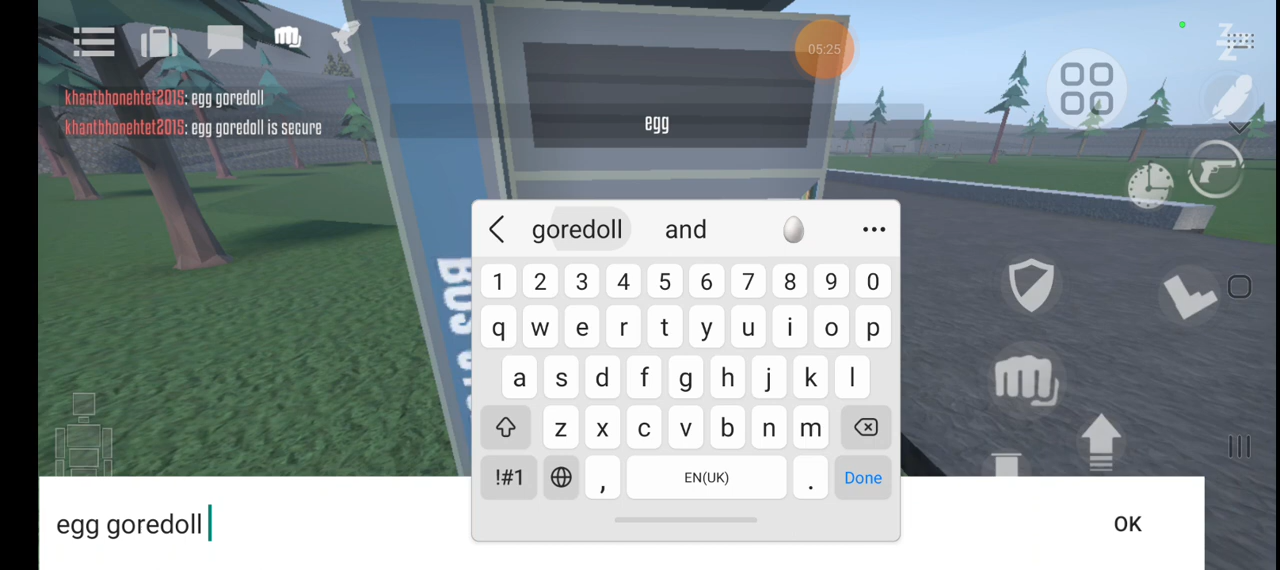 05:25
khantbhonehtet2015: egg goredoll
khantbhonehtet2015: egg goredoll is secure
egg
goredoll and
1 2 3 4 5 6 7 8 9 0
q w e r t y u i o p
a s d f g h j k l
z x c v b n m
!#1 , EN(UK) . Done
egg goredoll
OK